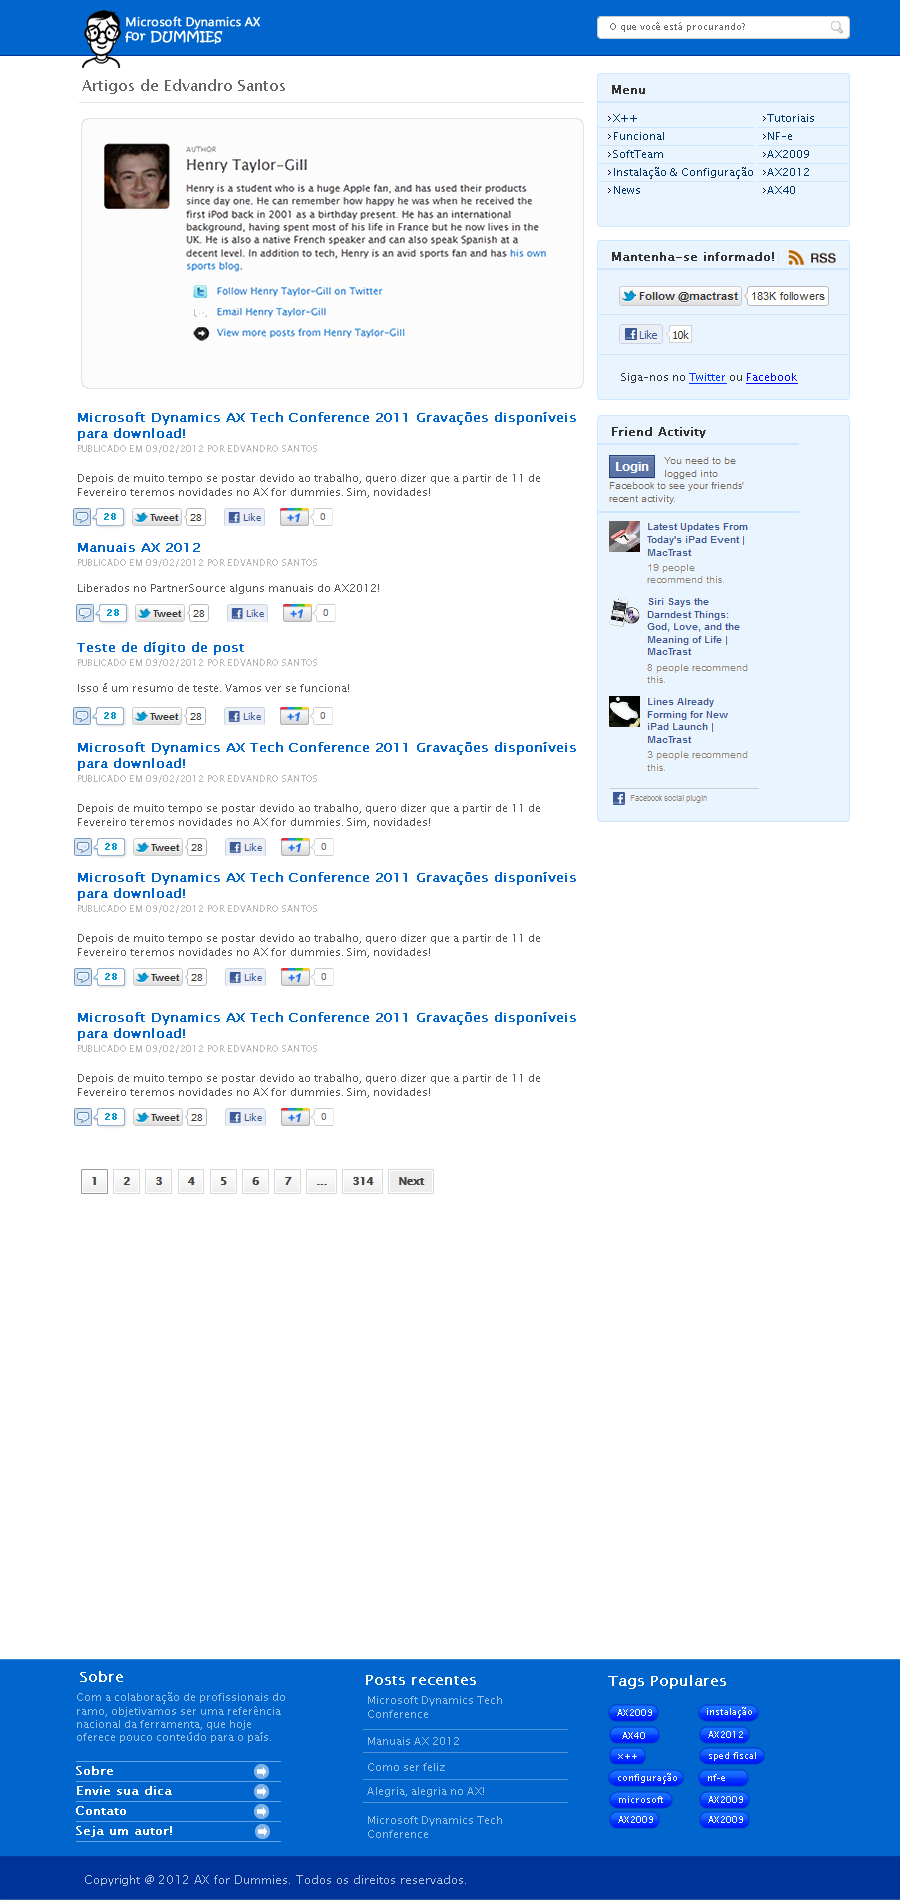 Microsoft Dynamics AX
for DUMMIES
O que você está procurando?
Artigos de Edvandro Santos
AUTHOR
Henry Taylor-Gill
Henry is a student who is a huge Apple fan, and has used their products
since day one. He can remember how happy he was when he received the
first iPod back in 2001 as a birthday present. He has an international
background, having spent most of his life in France but he now lives in the
UK. He is also a native French speaker and can also speak Spanish at a
decent level. In addition to tech, Henry is an avid sports fan and has his own
sports blog.
Follow Henry Taylor-Gill on Twitter
Email Henry Taylor-Gill
View more posts from Henry Taylor-Gill
Microsoft Dynamics AX Tech Conference 2011 Gravações disponíveis
para download!
PUBLICADO EM 09/02/2012 POR EDVANDRO SANTOS
Depois de muito tempo se postar devido ao trabalho, quero dizer que a partir de 11 de
Fevereiro teremos novidades no AX for dummies. Sim, novidades!
28 Tweet 28 Like +1 0
Manuais AX 2012
PUBLICADO EM 09/02/2012 POR EDVANDRO SANTOS
Liberados no PartnerSource alguns manuais do AX2012!
28 Tweet 28 Like +1 0
Teste de dígito de post
PUBLICADO EM 09/02/2012 POR EDVANDRO SANTOS
Isso é um resumo de teste. Vamos ver se funciona!
28 Tweet 28 Like +1 0
Microsoft Dynamics AX Tech Conference 2011 Gravações disponíveis
para download!
PUBLICADO EM 09/02/2012 POR EDVANDRO SANTOS
Depois de muito tempo se postar devido ao trabalho, quero dizer que a partir de 11 de
Fevereiro teremos novidades no AX for dummies. Sim, novidades!
28 Tweet 28 Like +1 0
Microsoft Dynamics AX Tech Conference 2011 Gravações disponíveis
para download!
PUBLICADO EM 09/02/2012 POR EDVANDRO SANTOS
Depois de muito tempo se postar devido ao trabalho, quero dizer que a partir de 11 de
Fevereiro teremos novidades no AX for dummies. Sim, novidades!
28 Tweet 28 Like +1 0
Microsoft Dynamics AX Tech Conference 2011 Gravações disponíveis
para download!
PUBLICADO EM 09/02/2012 POR EDVANDRO SANTOS
Depois de muito tempo se postar devido ao trabalho, quero dizer que a partir de 11 de
Fevereiro teremos novidades no AX for dummies. Sim, novidades!
28 Tweet 28 Like +1 0
1 2 3 4 5 6 7 ... 314 Next
Menu
›X++ ›Tutoriais
›Funcional ›NF-e
›SoftTeam ›AX2009
›Instalação & Configuração ›AX2012
›News ›AX40
Mantenha-se informado! RSS
Follow @mactrast 183K followers
Like 10k
Siga-nos no Twitter ou Facebook
Friend Activity
Login You need to be
logged into
Facebook to see your friends'
recent activity.
Latest Updates From
Today's iPad Event |
MacTrast
19 people
recommend this.
Siri Says the
Darndest Things:
God, Love, and the
Meaning of Life |
MacTrast
8 people recommend
this.
Lines Already
Forming for New
iPad Launch |
MacTrast
3 people recommend
this.
Facebook social plugin
Sobre
Com a colaboração de profissionais do
ramo, objetivamos ser uma referência
nacional da ferramenta, que hoje
oferece pouco conteúdo para o país.
Sobre
Envie sua dica
Contato
Seja um autor!
Posts recentes
Microsoft Dynamics Tech
Conference
Manuais AX 2012
Como ser feliz
Alegria, alegria no AX!
Microsoft Dynamics Tech
Conference
Tags Populares
AX2009 instalação
AX40 AX2012
x++ sped fiscal
configuração nf-e
microsoft AX2009
AX2009 AX2009
Copyright @ 2012 AX for Dummies. Todos os direitos reservados.